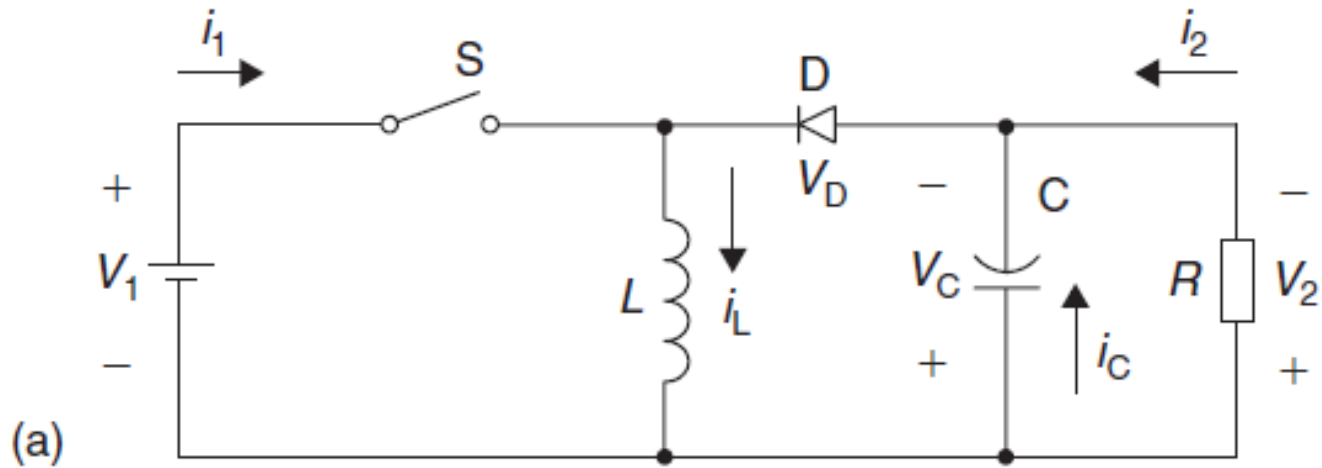 i1 S D i2
+ VD − C −
V1 L iL VC R V2
− + iC +
(a)